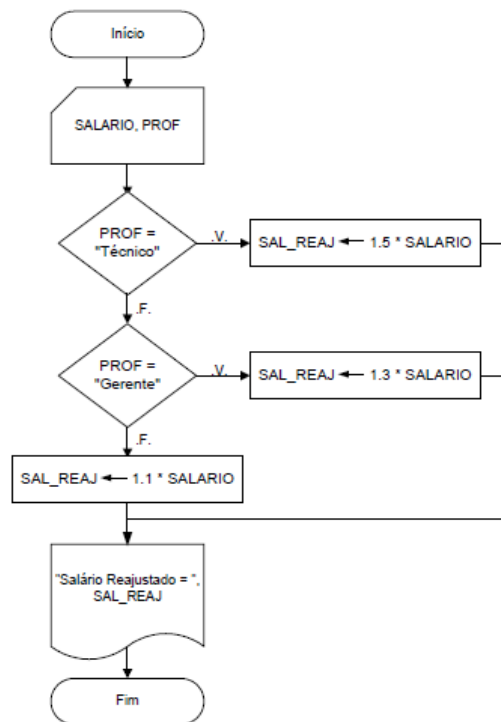 Início
SALARIO, PROF
PROF =
"Técnico"
.V.
SAL_REAJ ← 1.5 * SALARIO
.F.
PROF =
"Gerente"
.V.
SAL_REAJ ← 1.3 * SALARIO
.F.
SAL_REAJ ← 1.1 * SALARIO
"Salário Reajustado = ",
SAL_REAJ
Fim